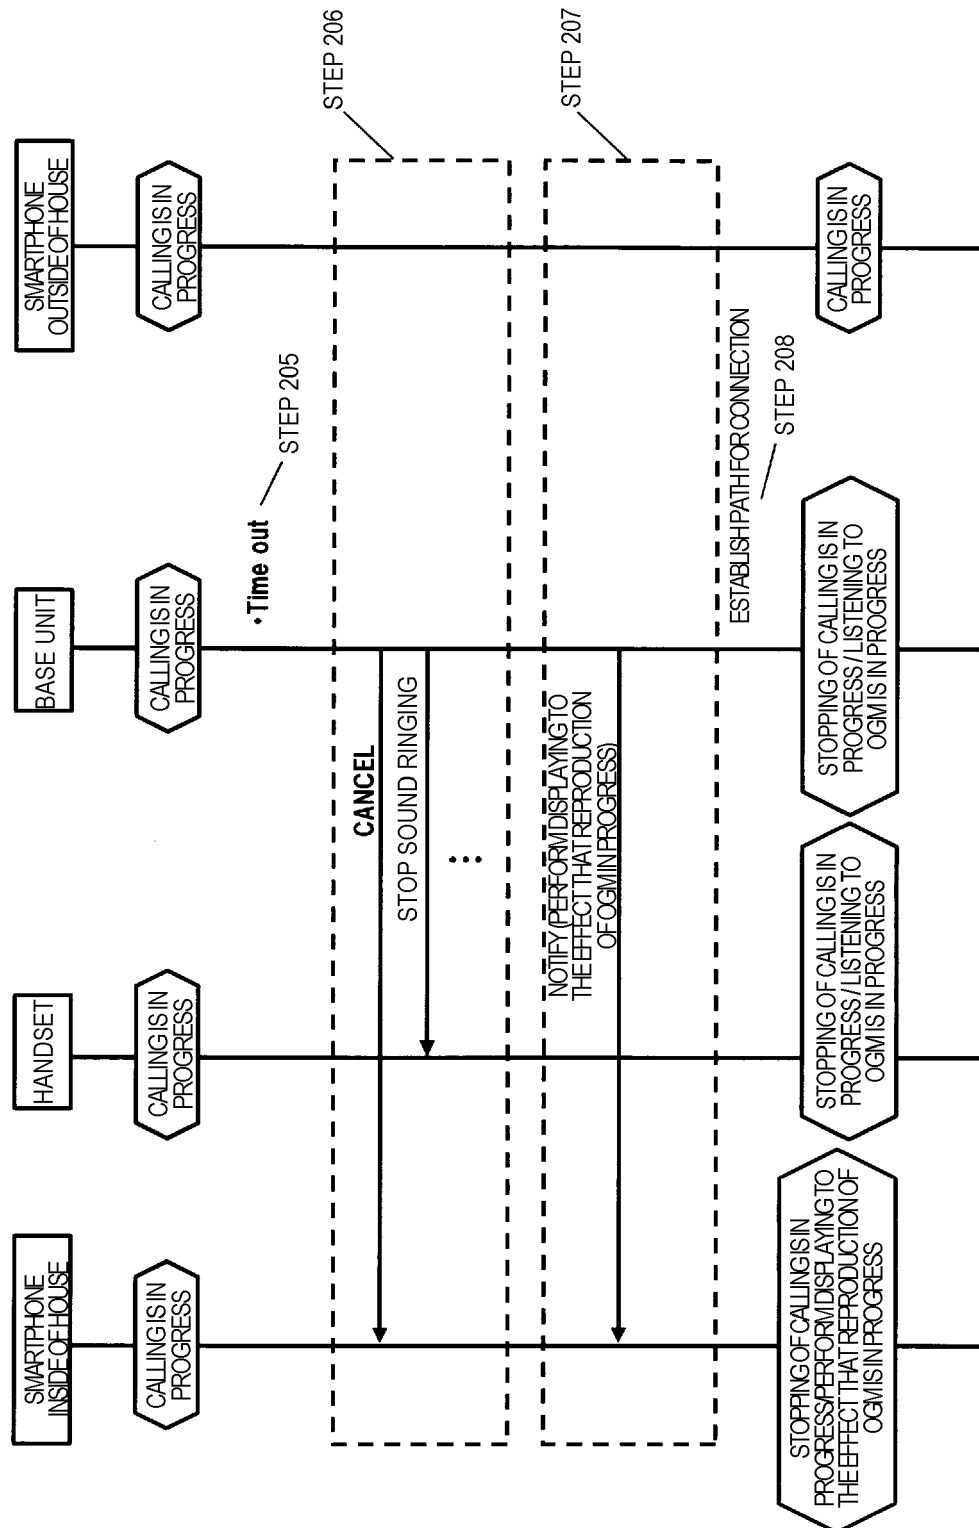 SMARTPHONE
INSIDE OF HOUSE
HANDSET
BASE UNIT
SMARTPHONE
OUTSIDE OF HOUSE
CALLING IS IN
PROGRESS
CALLING IS IN
PROGRESS
CALLING IS IN
PROGRESS
CALLING IS IN
PROGRESS
•Time out
STEP 205
STEP 206
CANCEL
STOP SOUND RINGING
STEP 207
NOTIFY (PERFORM DISPLAYING TO
THE EFFECT THAT REPRODUCTION
OF OGM IN PROGRESS)
ESTABLISH PATH FOR CONNECTION
STEP 208
STOPPING OF CALLING IS IN
PROGRESS/PERFORM DISPLAYING TO
THE EFFECT THAT REPRODUCTION OF
OGM IS IN PROGRESS
STOPPING OF CALLING IS IN
PROGRESS / LISTENING TO
OGM IS IN PROGRESS
STOPPING OF CALLING IS IN
PROGRESS / LISTENING TO
OGM IS IN PROGRESS
CALLING IS IN
PROGRESS